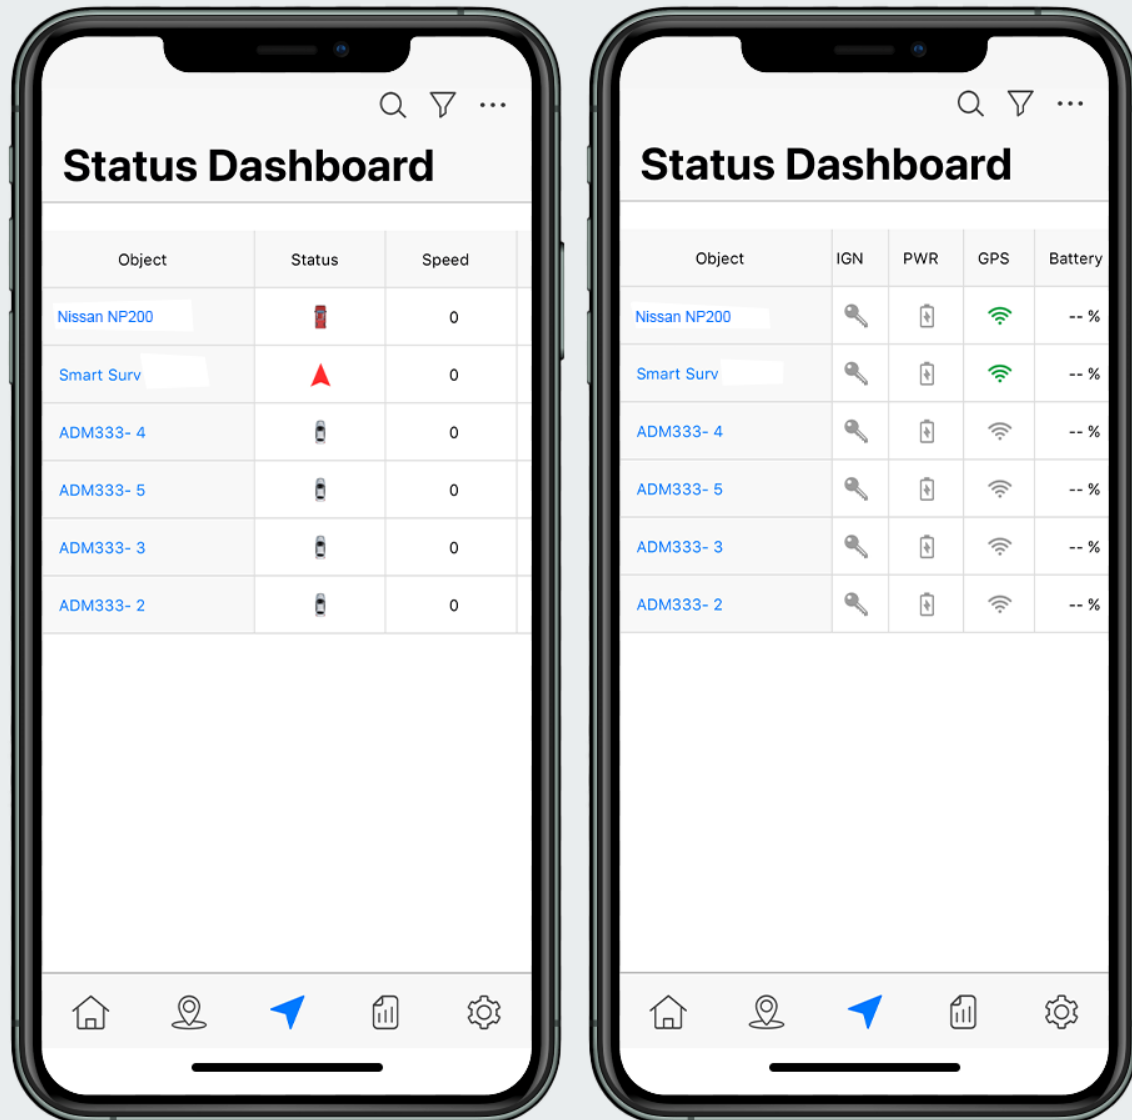 Status Dashboard
Object Status Speed
Nissan NP200 0
Smart Surv 0
ADM333- 4 0
ADM333- 5 0
ADM333- 3 0
ADM333- 2 0
Status Dashboard
Object IGN PWR GPS Battery
Nissan NP200 -- %
Smart Surv -- %
ADM333- 4 -- %
ADM333- 5 -- %
ADM333- 3 -- %
ADM333- 2 -- %